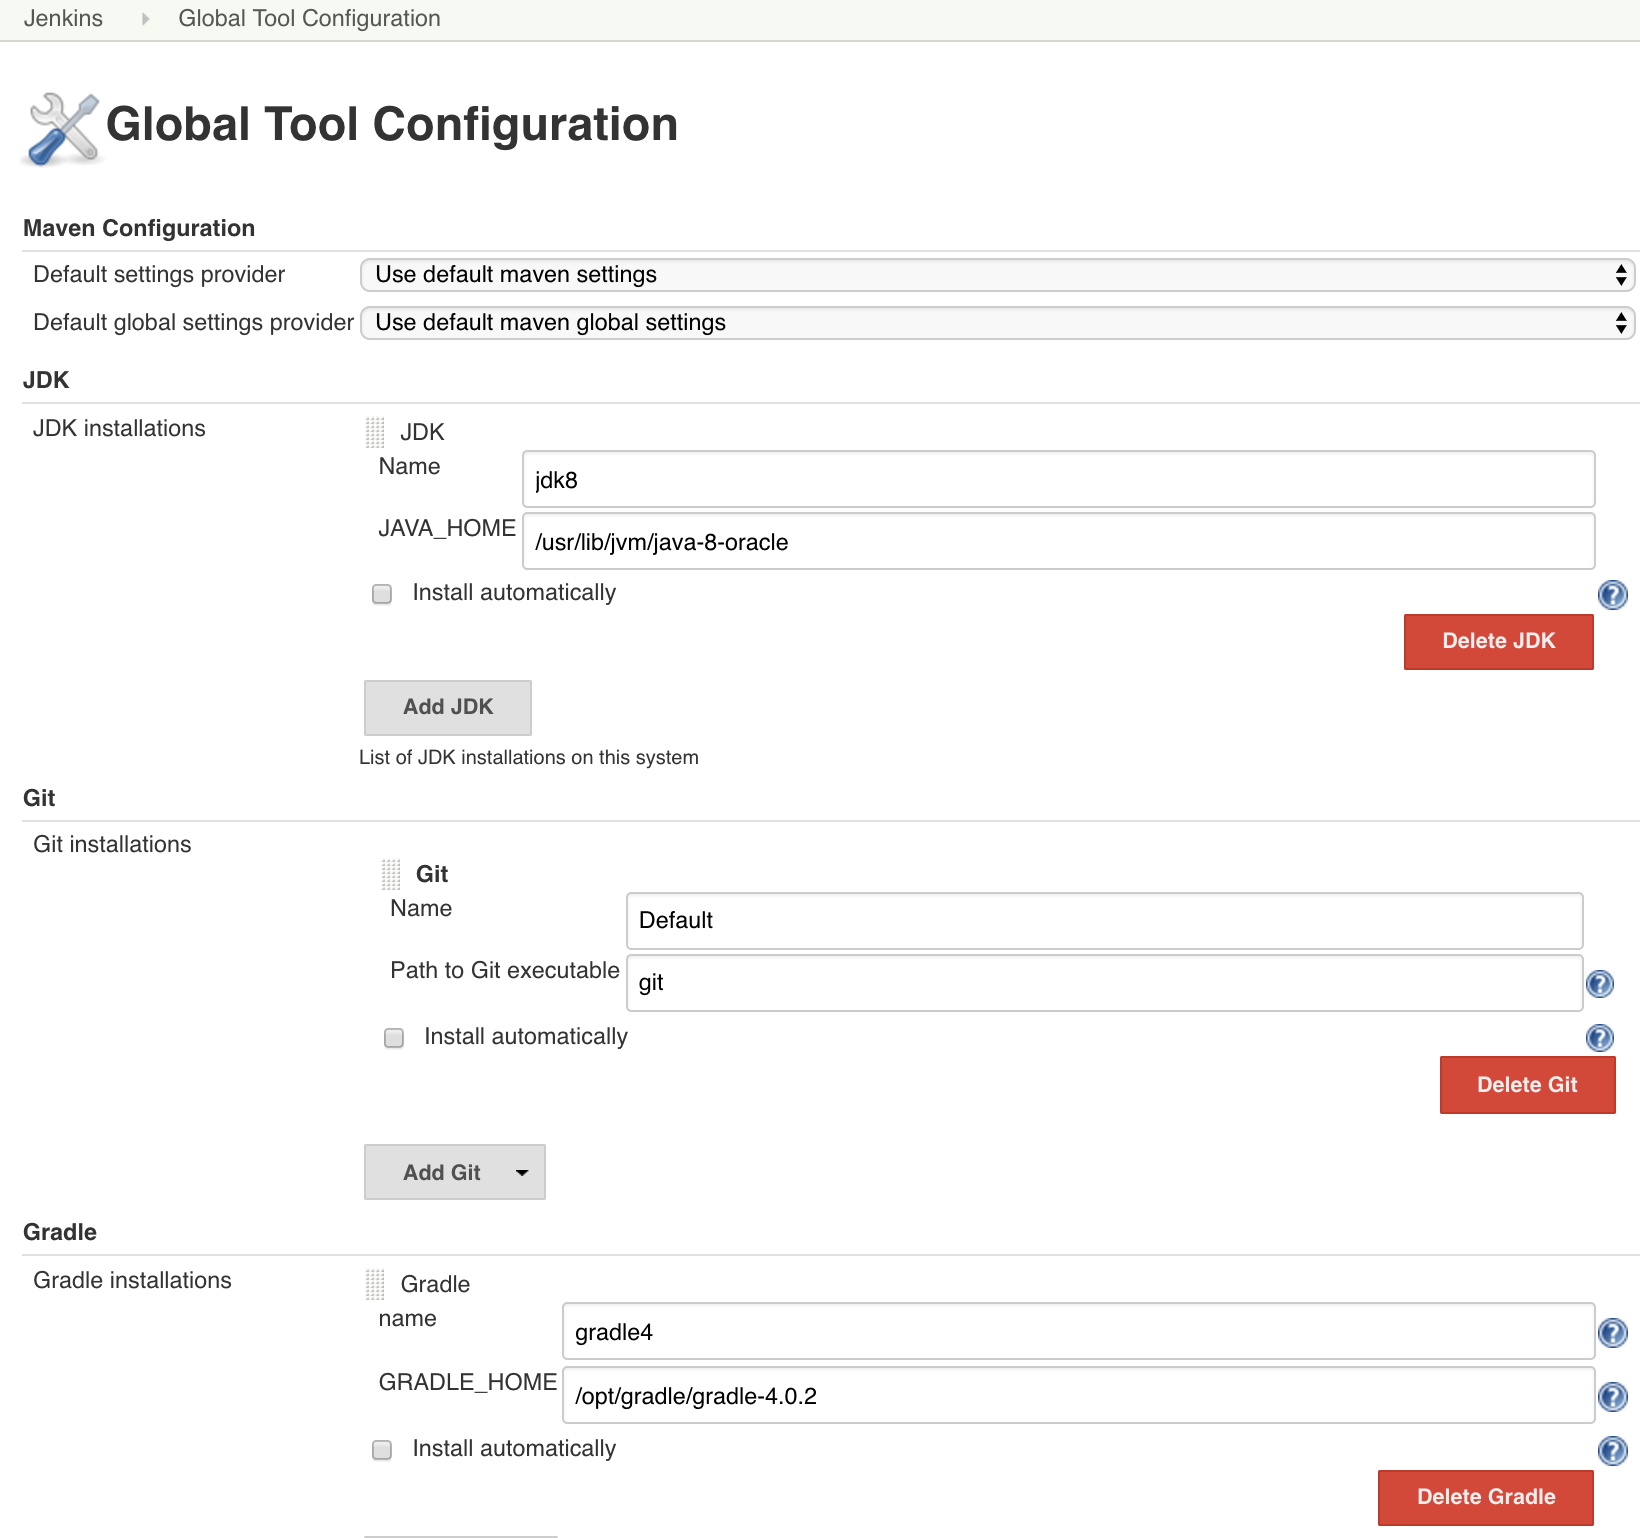 Jenkins Global Tool Configuration
Global Tool Configuration
Maven Configuration
Default settings provider Use default maven settings
Default global settings provider Use default maven global settings
JDK
JDK installations JDK
Name jdk8
JAVA_HOME /usr/lib/jvm/java-8-oracle
Install automatically ?
Delete JDK
Add JDK
List of JDK installations on this system
Git
Git installations
Git
Name Default
Path to Git executable git ?
Install automatically ?
Delete Git
Add Git
Gradle
Gradle installations Gradle
name gradle4 ?
GRADLE_HOME /opt/gradle/gradle-4.0.2 ?
Install automatically ?
Delete Gradle